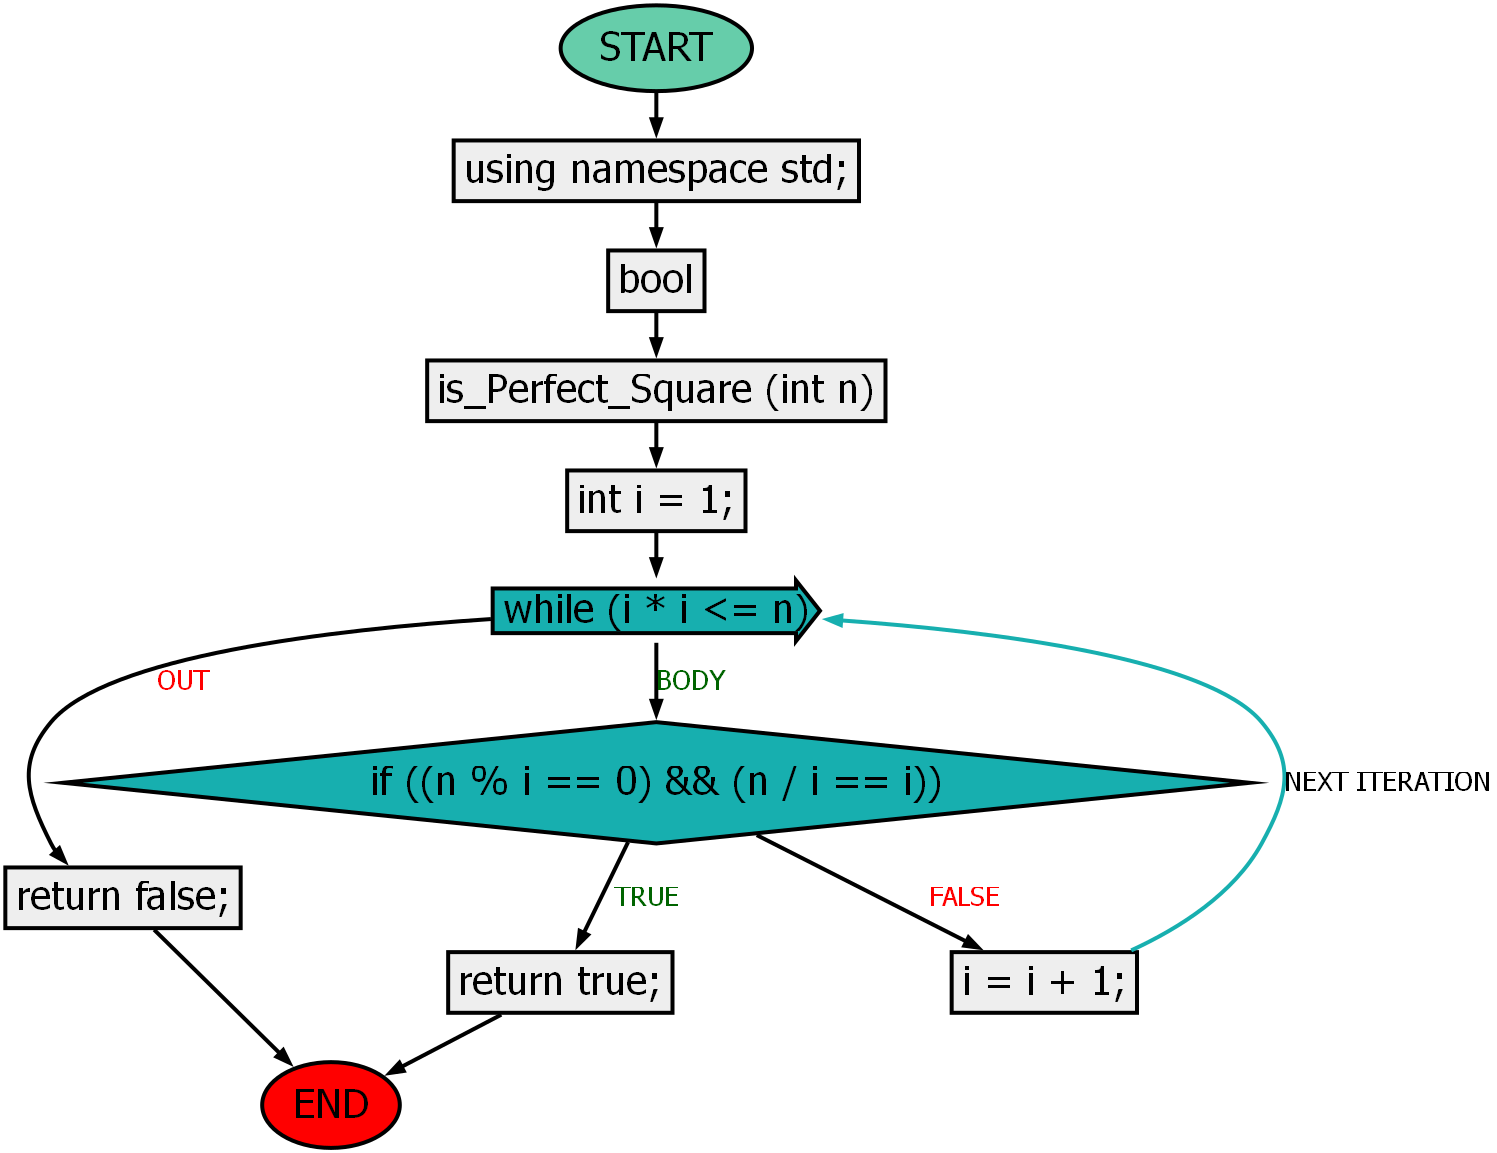 START
using namespace std;
bool
is_Perfect_Square (int n)
int i = 1;
while (i * i <= n)
OUT
BODY
if ((n % i == 0) && (n / i == i))
NEXT ITERATION
return false;
TRUE
FALSE
return true;
i = i + 1;
END